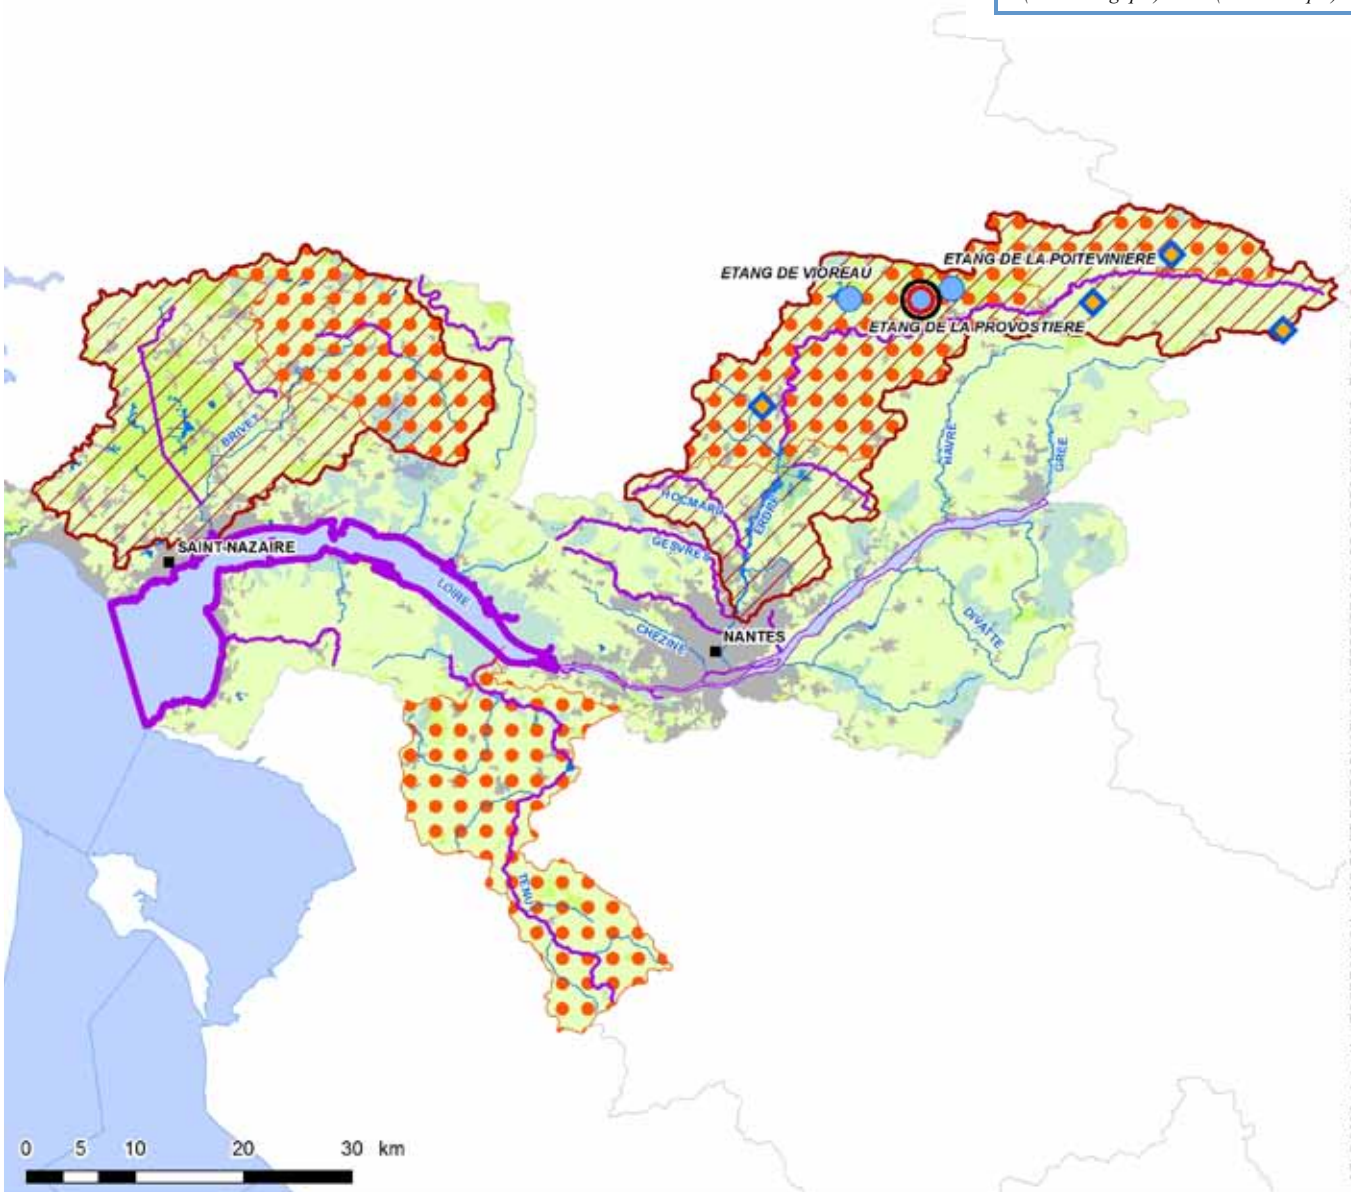 ETANG DE VIOREAU
ETANG DE LA POITEVINIERE
ETANG DE LA PROVOSTIERE
BRIVET
HAVRE
GREE
HOCMARD
ERDRE
SAINT-NAZAIRE
GESVRES
LOIRE
DIVATTE
CHEZINE
NANTES
TENU
0 5 10 20 30 km